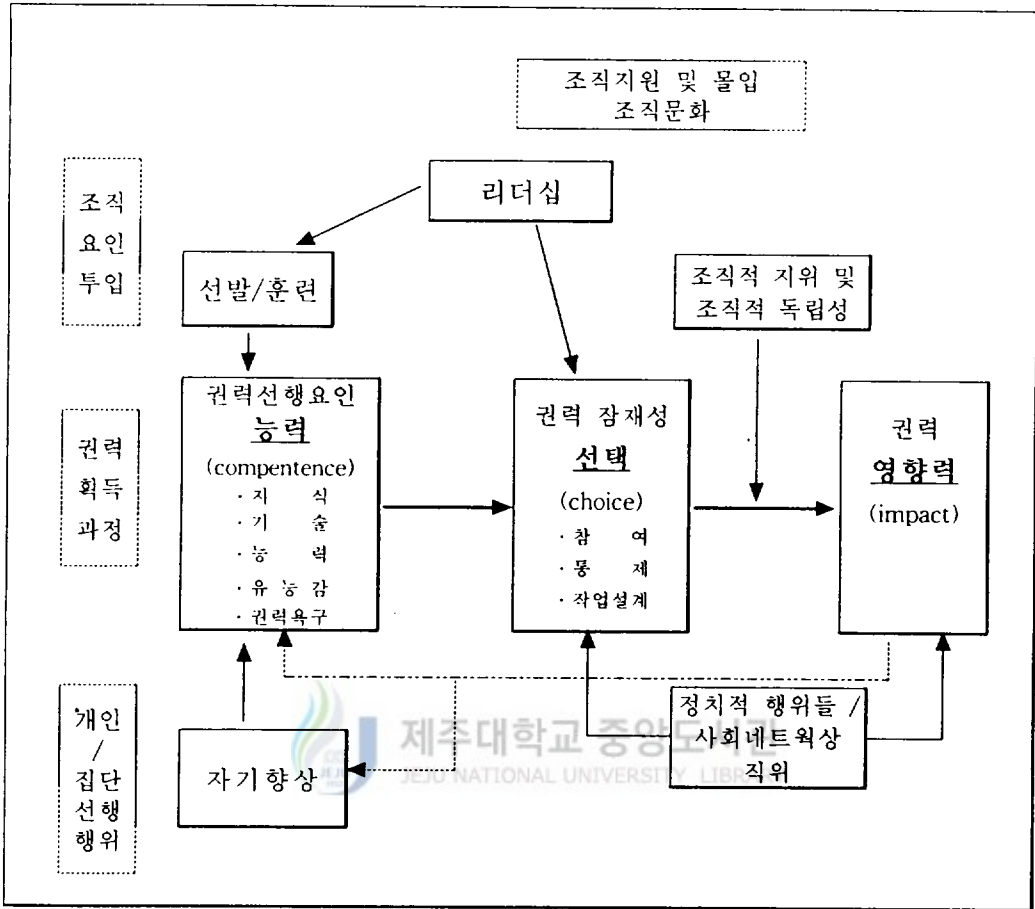 조직지원 및 몰입
조직문화
조직
요인
투입
리더십
선발/훈련
조직적 지위 및
조직적 독립성
권력
획득
과정
권력선행요인
능력
(compentence)
· 지 식
· 기 술
· 능 력
· 유능감
· 권력욕구
권력 잠재성
선택
(choice)
· 참 여
· 통 제
· 작업설계
권력
영향력
(impact)
개인
/
집단
선행
행위
자기향상
정치적 행위들 /
사회네트웍상
직위
제주대학교 중앙도서관
JEJU NATIONAL UNIVERSITY LIBRARY